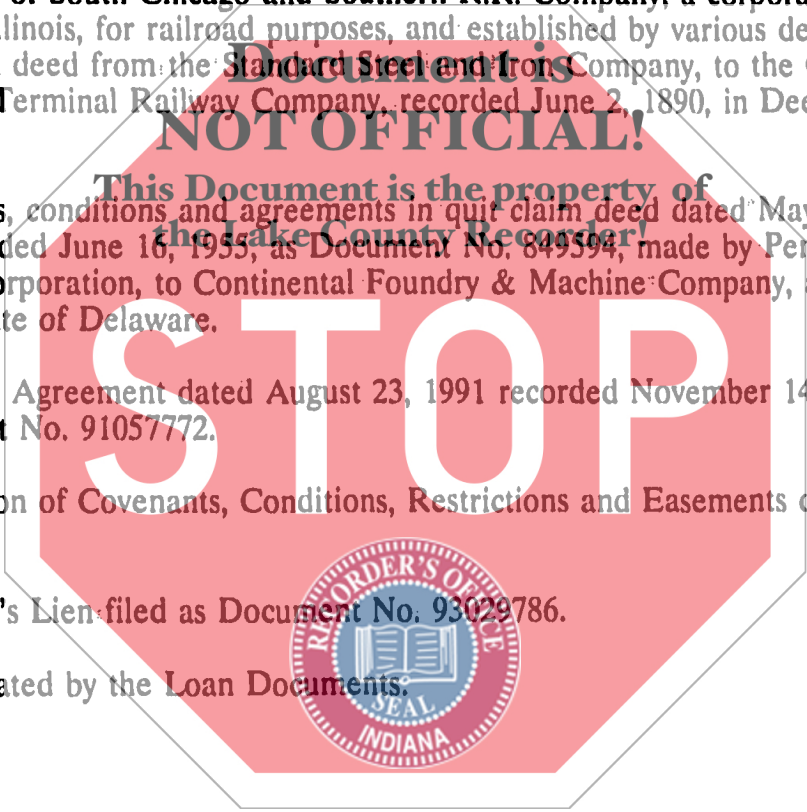 of South Chicago and Southern R.R. Company, a corpora
linois, for railroad purposes, and established by various de
deed from the Standard Steel and Iron Company, to the
Terminal Railway Company, recorded June 2, 1890, in Dee
Document is
NOT OFFICIAL!
This Document is the property of
the Lake County Recorder!
s, conditions and agreements in quit claim deed dated May
ded June 16, 1955, as Document No. 849594, made by Per
orporation, to Continental Foundry & Machine Company,
te of Delaware.
STOP
Agreement dated August 23, 1991 recorded November 14
t No. 91057772.
on of Covenants, Conditions, Restrictions and Easements
's Lien filed as Document No. 93029786.
ated by the Loan Documents.
RECORDER'S OFFICE
SEAL
INDIANA